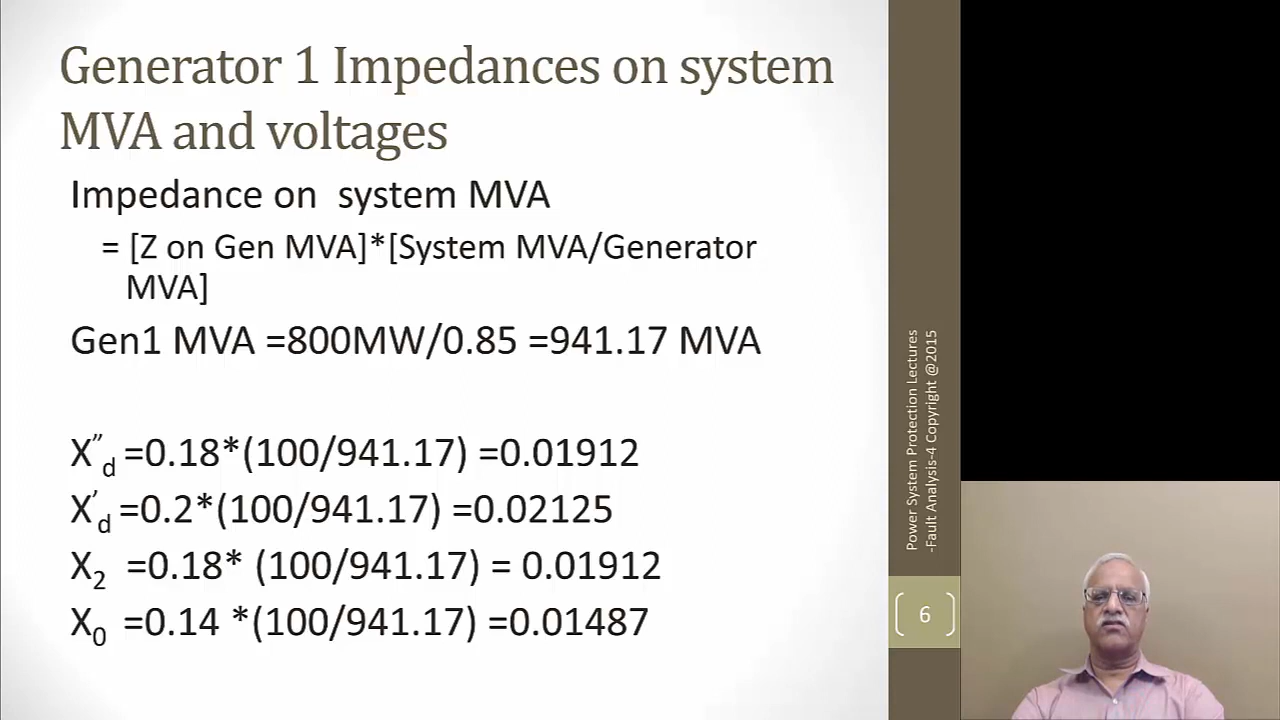 Generator 1 Impedances on system
MVA and voltages
Impedance on system MVA
= [Z on Gen MVA]*[System MVA/Generator
MVA]
Gen1 MVA =800MW/0.85 =941.17 MVA
X”d =0.18*(100/941.17) =0.01912
X’d =0.2*(100/941.17) =0.02125
X2 =0.18* (100/941.17) = 0.01912
X0 =0.14 *(100/941.17) =0.01487
Power System Protection Lectures
-Fault Analysis-4 Copyright @2015
6